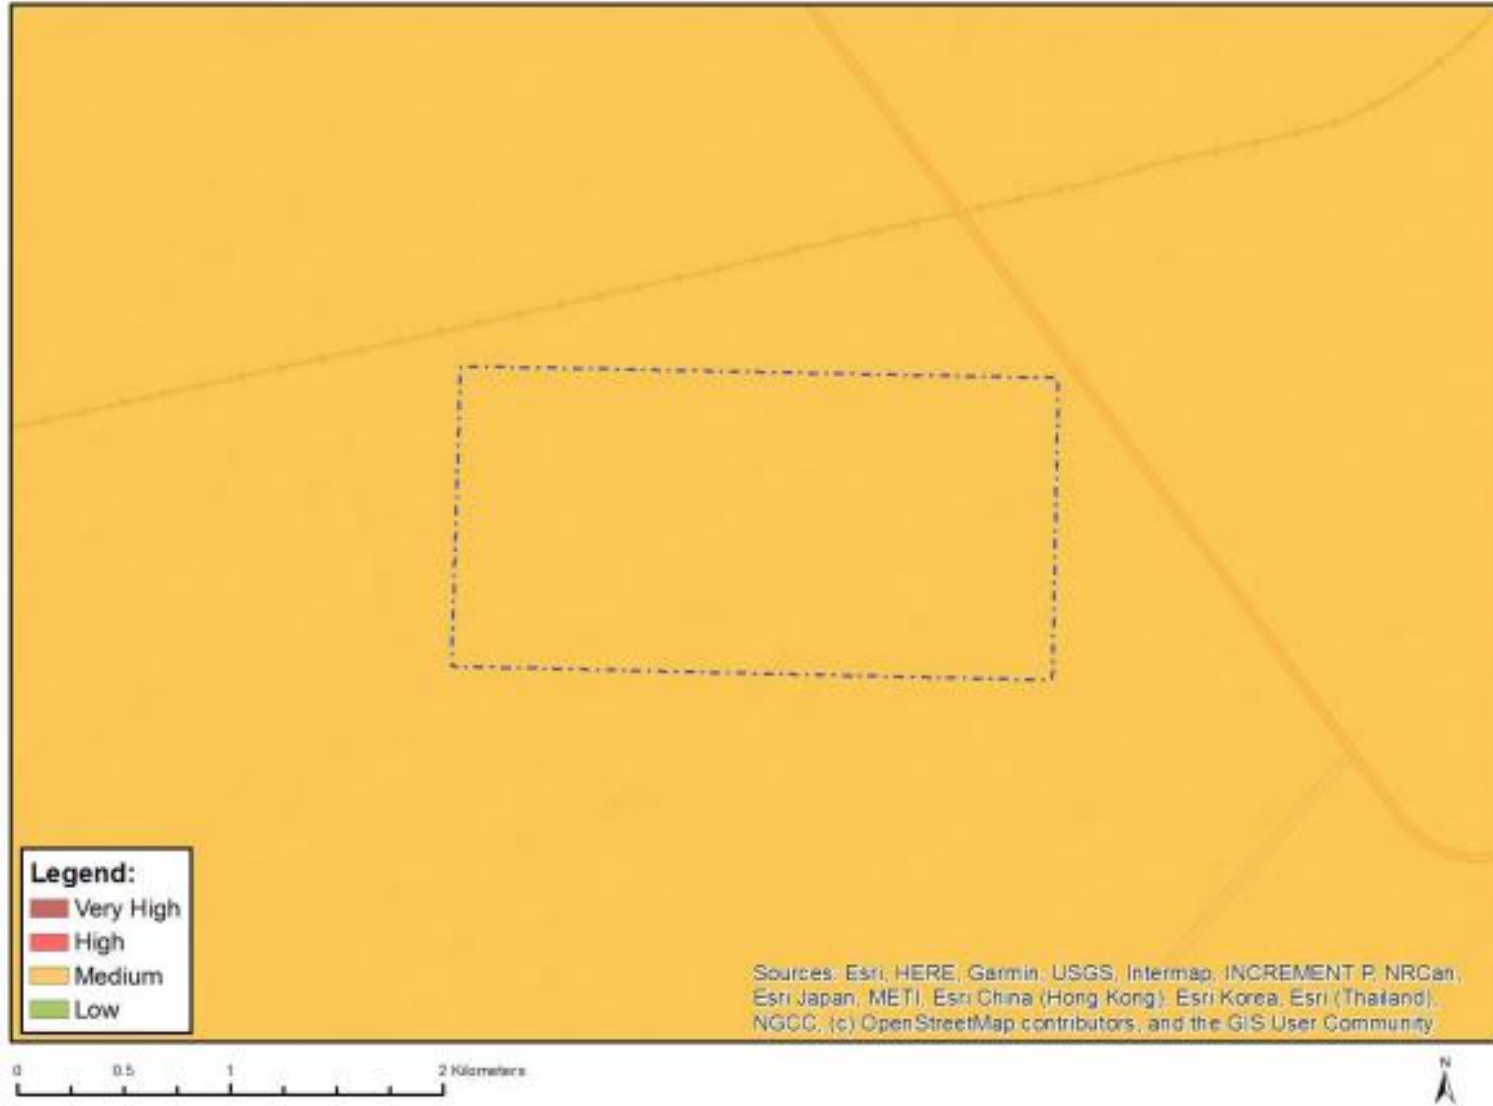 Legend:
Very High
High
Medium
Low
Sources: Esri, HERE, Garmin, USGS, Intermap, INCREMENT P, NRCan,
Esri Japan, METI, Esri China (Hong Kong), Esri Korea, Esri (Thailand),
NGCC, (c) OpenStreetMap contributors, and the GIS User Community
0 0.5 1 2 Kilometers
N